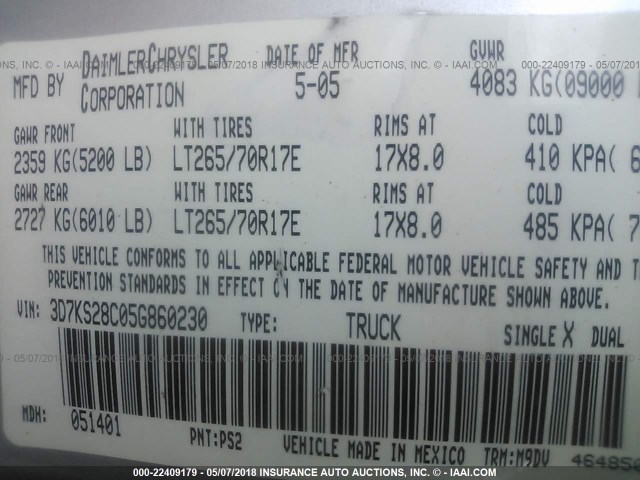 MFD BY DAIMLERCHRYSLER CORPORATION DATE OF MFR 5-05 GVWR 4083 KG(09000
GAWR FRONT WITH TIRES RIMS AT COLD
2359 KG(5200 LB) LT265/70R17E 17X8.0 410 KPA( 6
GAWR REAR WITH TIRES RIMS AT COLD
2727 KG(6010 LB) LT265/70R17E 17X8.0 485 KPA( 7
THIS VEHICLE CONFORMS TO ALL APPLICABLE FEDERAL MOTOR VEHICLE SAFETY AND T
PREVENTION STANDARDS IN EFFECT ON THE DATE OF MANUFACTURE SHOWN ABOVE.
VIN: 3D7KS28C05G860230 TYPE: TRUCK SINGLE X DUAL
MDH: 051401
PNT:PS2 VEHICLE MADE IN MEXICO TRM:M9DV 464850
000-22409179 - 05/07/2018 INSURANCE AUTO AUCTIONS CORP. © - IAAI.COM